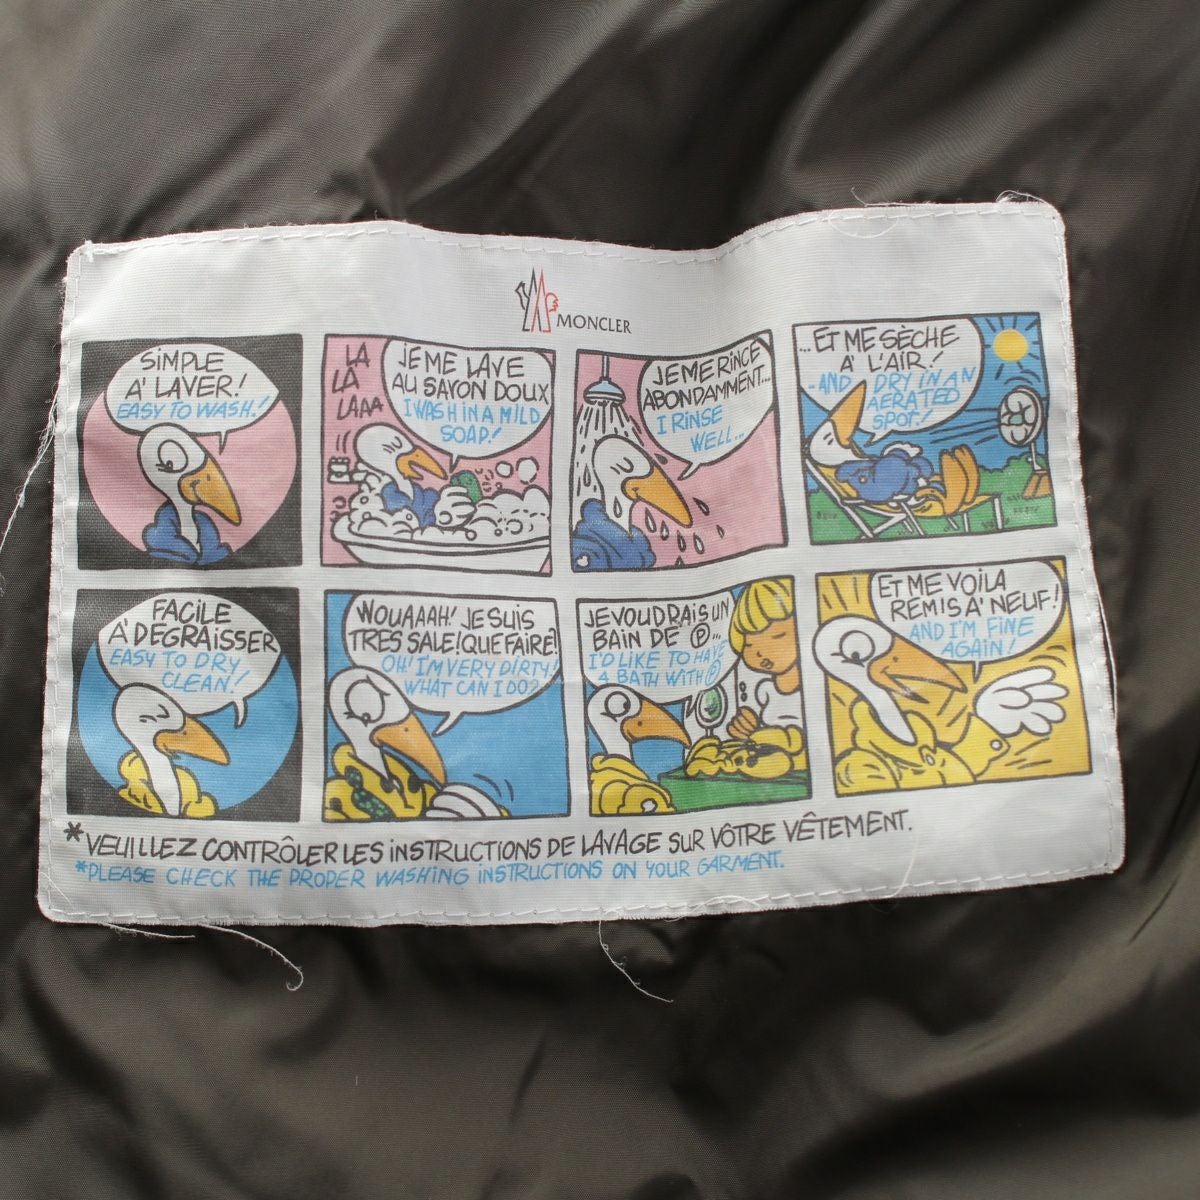 MONCLER
SIMPLE
A' LAVER!
EASY TO WASH!
LA
LA
LAAA
JE ME LAVE
AU SAVON DOUX
I WASH IN A MILD
SOAP!
JE ME RINCE
ABONDAMMENT...
I RINSE
WELL...
...ET ME SÈCHE
A' L'AIR!
..AND DRY IN AN
AERATED
SPOT!
FACILE
A' DEGRAISSER
EASY TO DRY
CLEAN!
WOUAAAH! JE SUIS
TRES SALE! QUE FAIRE?
OH! I'M VERY DIRTY!
WHAT CAN I DO?
JE VOUDRAIS UN
BAIN DE Ⓟ...
I'D LIKE TO HAVE
A BATH WITH Ⓟ
ET ME VOILA
REMIS A' NEUF!
AND I'M FINE
AGAIN!
*VEUILLEZ CONTRÔLER LES INSTRUCTIONS DE LAVAGE SUR VÔTRE VÊTEMENT.
*PLEASE CHECK THE PROPER WASHING INSTRUCTIONS ON YOUR GARMENT.